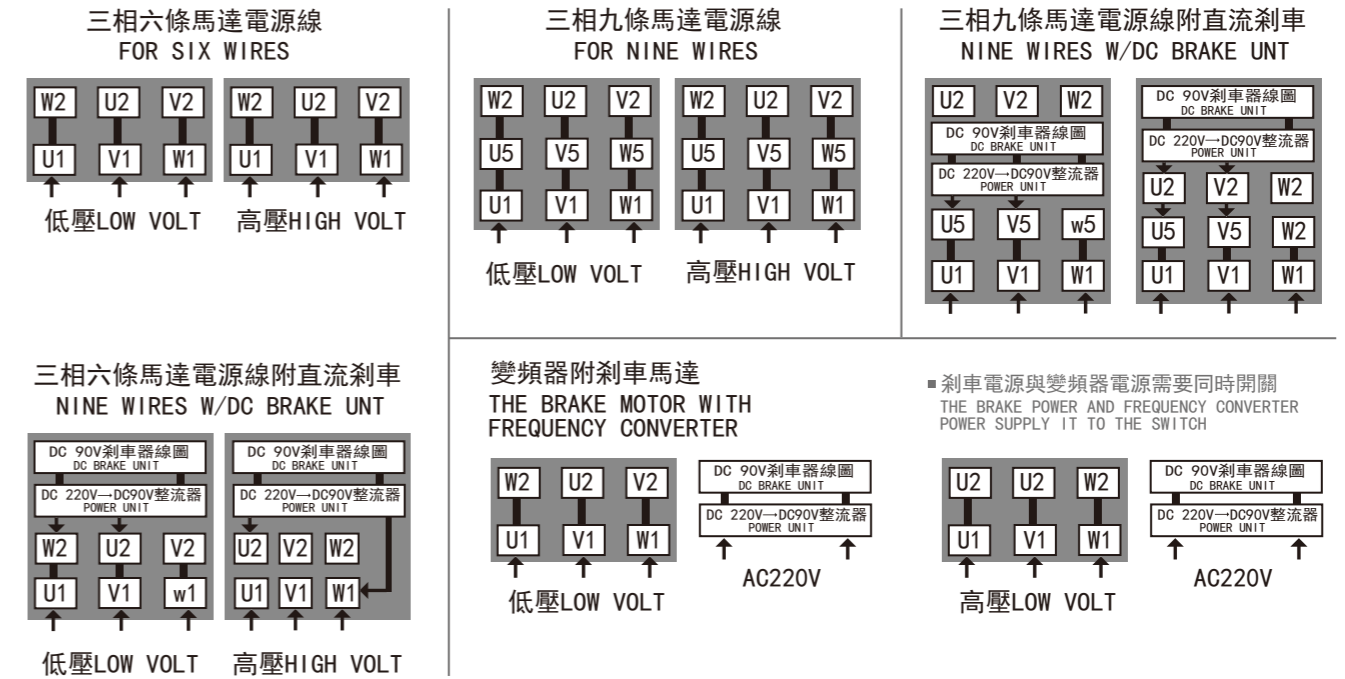 三相六條馬達電源線
FOR SIX WIRES
W2 U2 V2 W2 U2 V2
U1 V1 W1 U1 V1 W1
低壓LOW VOLT 高壓HIGH VOLT
三相九條馬達電源線
FOR NINE WIRES
W2 U2 V2 W2 U2 V2
U5 V5 W5 U5 V5 W5
U1 V1 W1 U1 V1 W1
低壓LOW VOLT 高壓HIGH VOLT
三相九條馬達電源線附直流剎車
NINE WIRES W/DC BRAKE UNT
U2 V2 W2
DC 90V剎車器線圖
DC BRAKE UNIT
DC 220V→DC90V整流器
POWER UNIT
U5 V5 w5
U1 V1 W1
DC 90V剎車器線圖
DC BRAKE UNIT
DC 220V→DC90V整流器
POWER UNIT
U2 V2 W2
U5 V5 W2
U1 V1 W1
三相六條馬達電源線附直流剎車
NINE WIRES W/DC BRAKE UNT
DC 90V剎車器線圖
DC BRAKE UNIT
DC 220V→DC90V整流器
POWER UNIT
W2 U2 V2
U1 V1 w1
低壓LOW VOLT
DC 90V剎車器線圖
DC BRAKE UNIT
DC 220V→DC90V整流器
POWER UNIT
U2 V2 W2
U1 V1 W1
高壓HIGH VOLT
變頻器附剎車馬達
THE BRAKE MOTOR WITH
FREQUENCY CONVERTER
W2 U2 V2
U1 V1 W1
低壓LOW VOLT
DC 90V剎車器線圖
DC BRAKE UNIT
DC 220V→DC90V整流器
POWER UNIT
AC220V
■剎車電源與變頻器電源需要同時開關
THE BRAKE POWER AND FREQUENCY CONVERTER
POWER SUPPLY IT TO THE SWITCH
U2 U2 W2
U1 V1 W1
高壓LOW VOLT
DC 90V剎車器線圖
DC BRAKE UNIT
DC 220V→DC90V整流器
POWER UNIT
AC220V